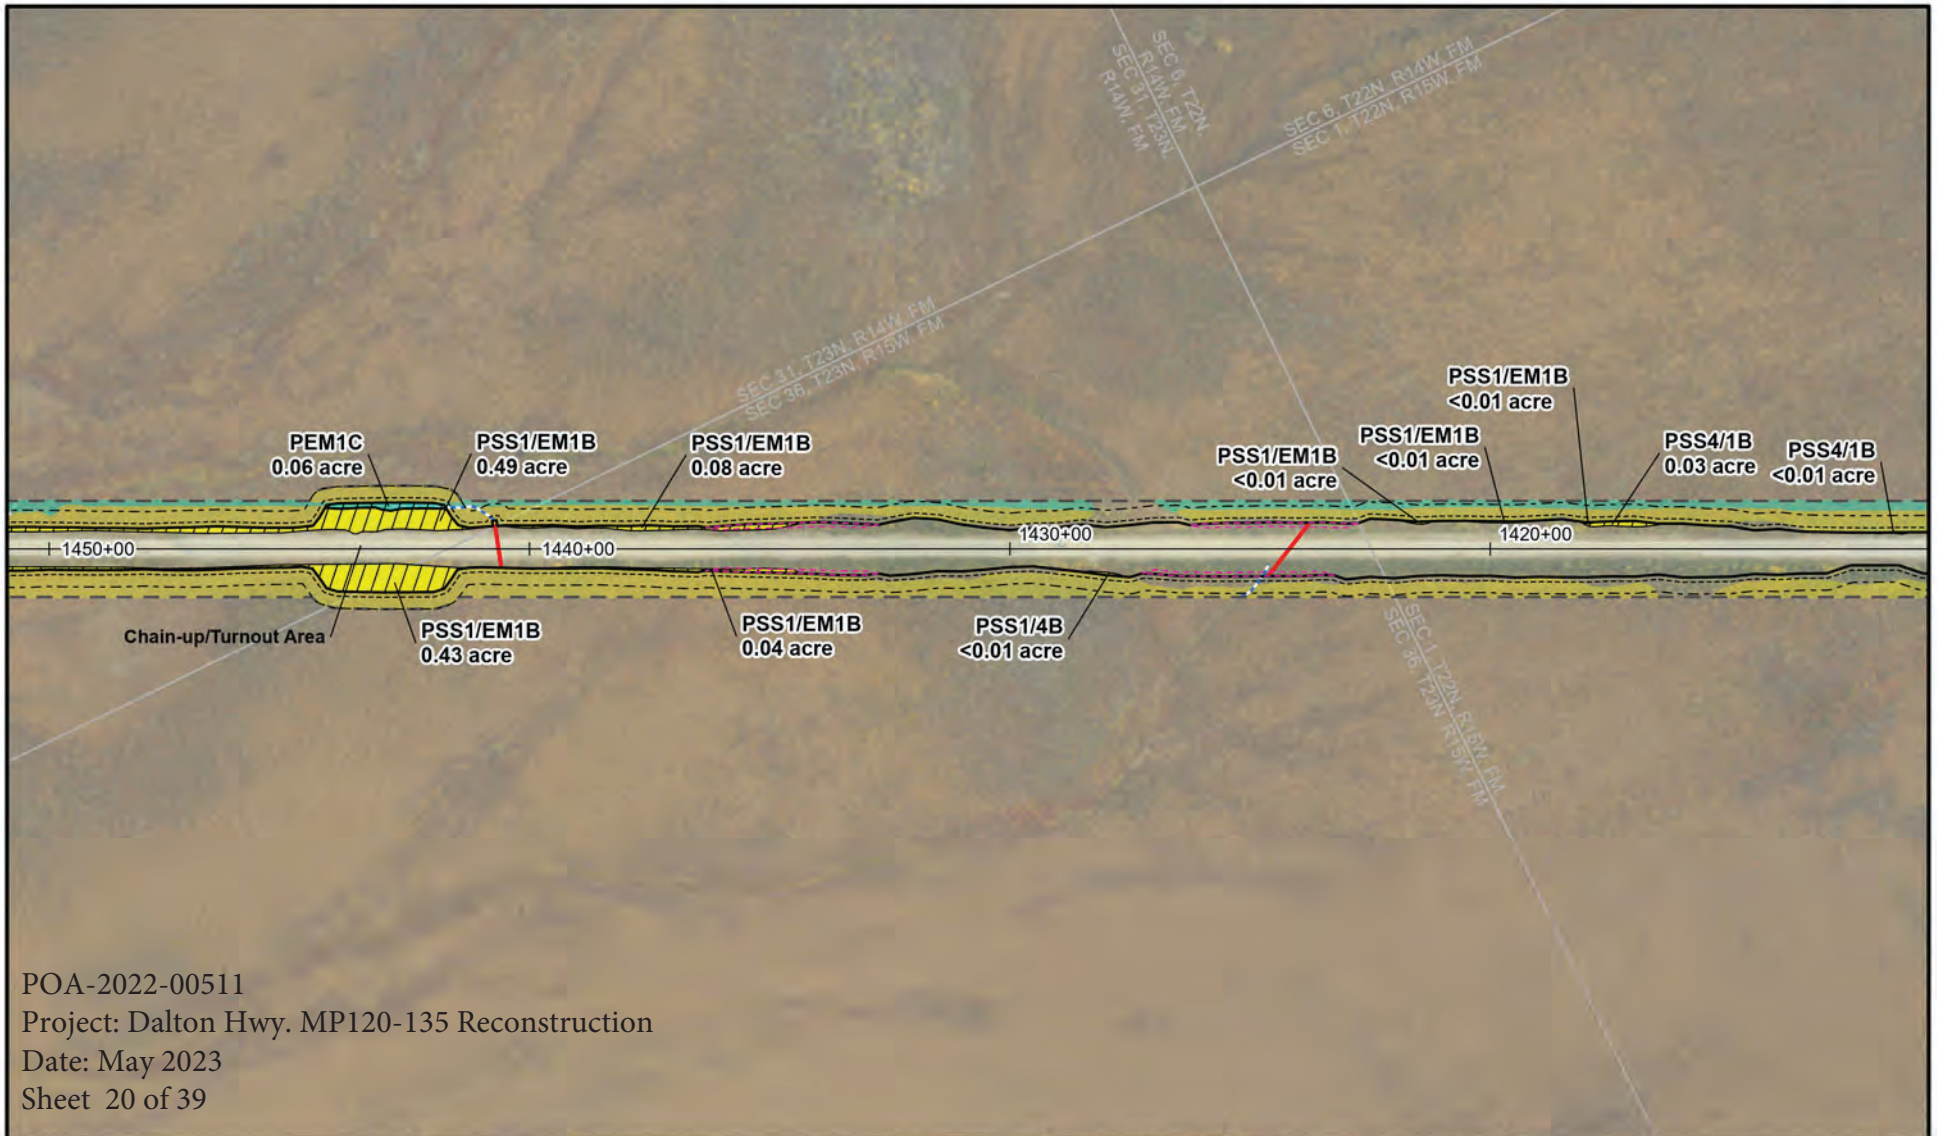 SEC 6, T22N,
R14W, FM
SEC 31, T23N,
R14W, FM
SEC 6, T22N, R14W, FM
SEC 1, T22N, R15W, FM
SEC 31, T23N, R14W, FM
SEC 36, T23N, R15W, FM
PSS1/EM1B
<0.01 acre
PEM1C
0.06 acre
PSS1/EM1B
0.49 acre
PSS1/EM1B
0.08 acre
PSS1/EM1B
<0.01 acre
PSS1/EM1B
<0.01 acre
PSS4/1B
0.03 acre
PSS4/1B
<0.01 acre
1450+00
1440+00
1430+00
1420+00
Chain-up/Turnout Area
PSS1/EM1B
0.43 acre
PSS1/EM1B
0.04 acre
PSS1/4B
<0.01 acre
SEC 1, T22N, R15W, FM
SEC 36, T23N R15W, FM
POA-2022-00511
Project: Dalton Hwy. MP120-135 Reconstruction
Date: May 2023
Sheet 20 of 39